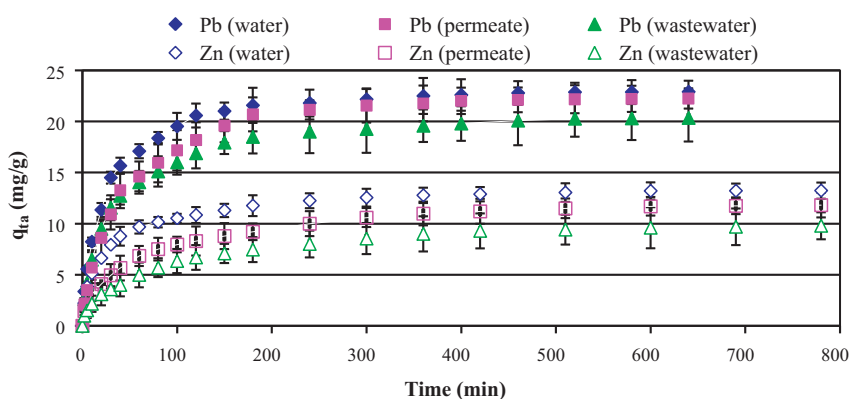 Pb (water) Pb (permeate) Pb (wastewater)
Zn (water) Zn (permeate) Zn (wastewater)
25
20
15
10
5
0
qta (mg/g)
0 100 200 300 400 500 600 700 800
Time (min)